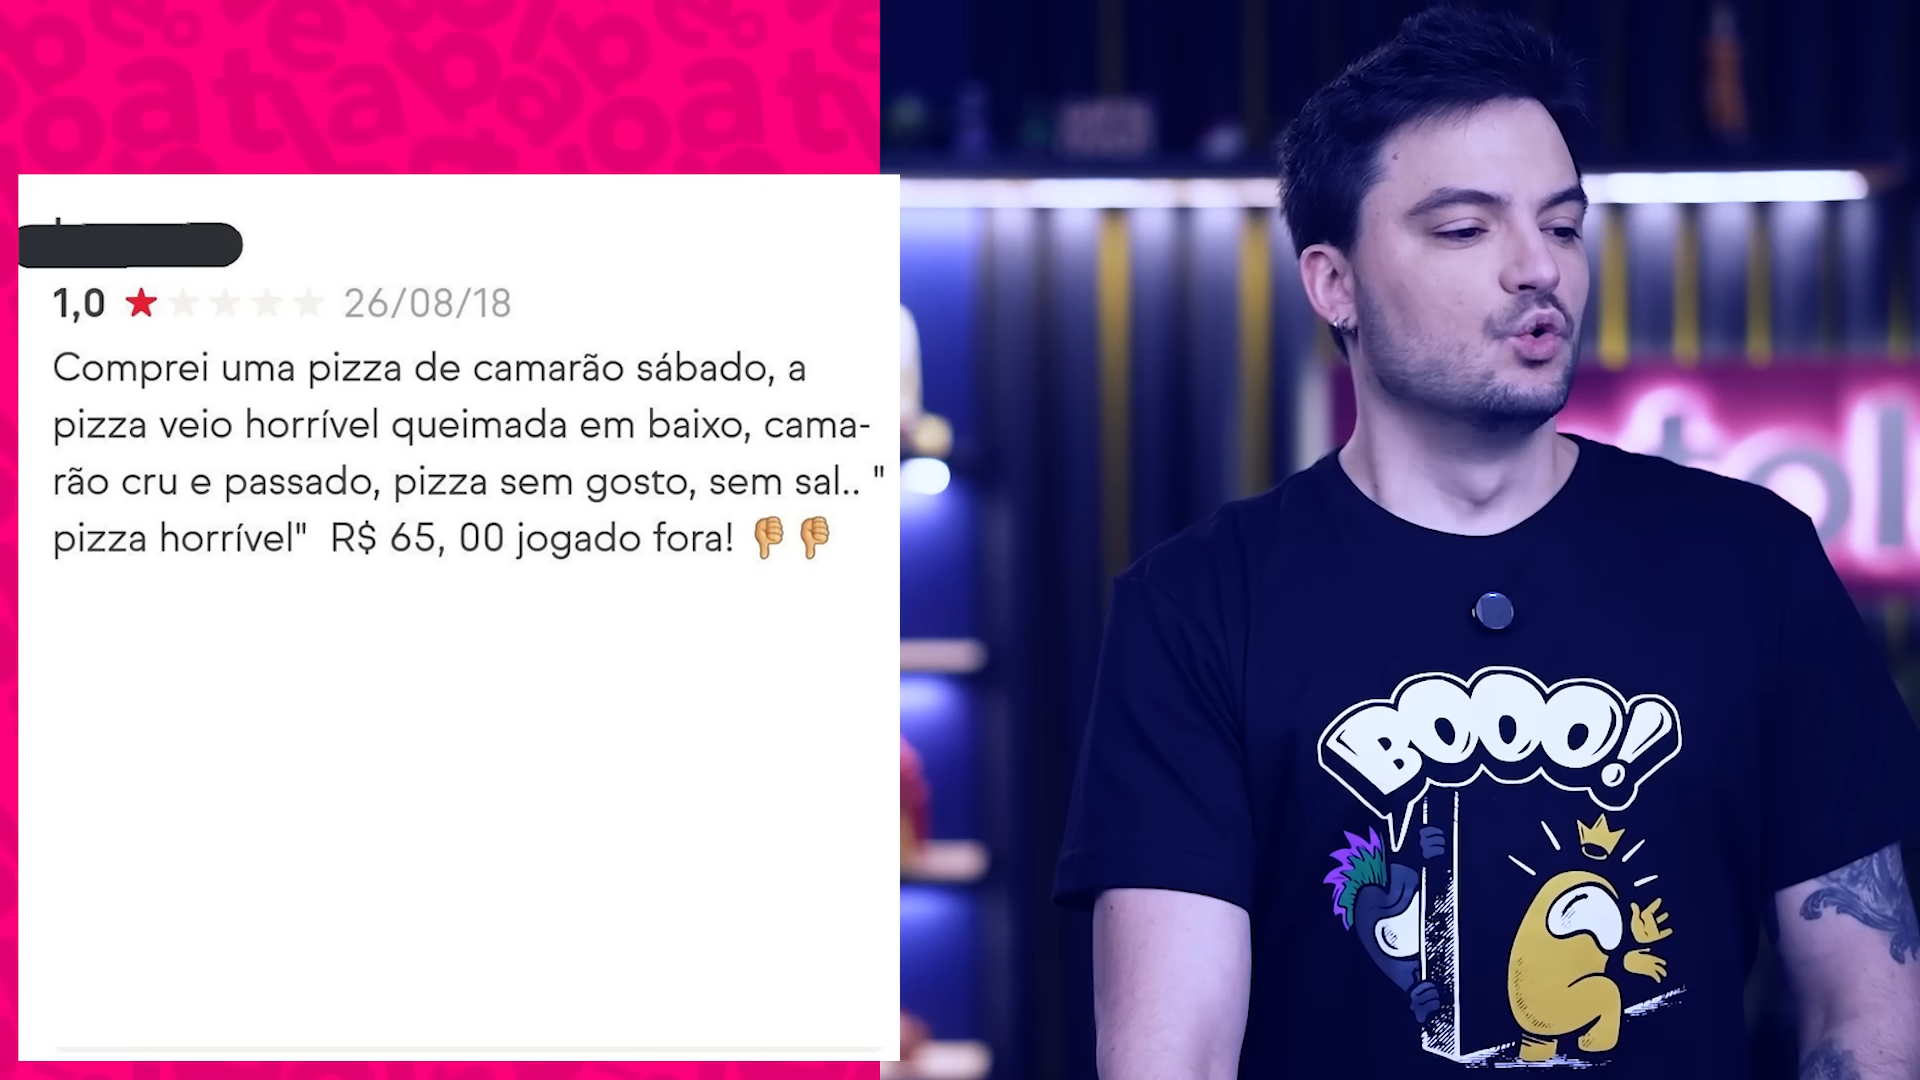 1,0 26/08/18
Comprei uma pizza de camarão sábado, a
pizza veio horrível queimada em baixo, cama-
rão cru e passado, pizza sem gosto, sem sal.. "
pizza horrível"  R$ 65, 00 jogado fora! 👎👎
BOOO!